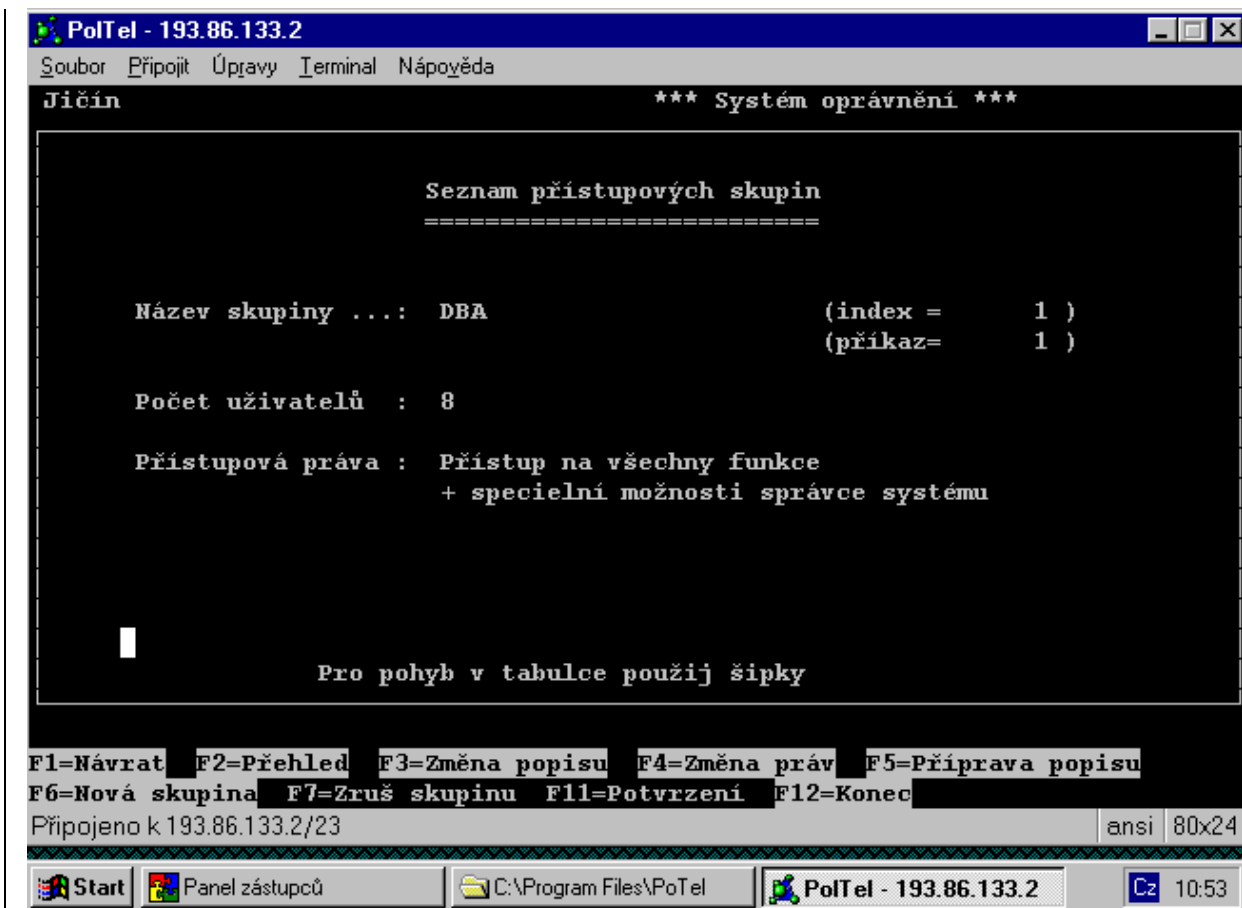 PolTel - 193.86.133.2
Soubor Připojit Úpravy Terminal Nápověda
Jičín *** Systém oprávnění ***
Seznam přístupových skupin
==========================
Název skupiny ...: DBA (index = 1 )
(příkaz= 1 )
Počet uživatelů : 8
Přístupová práva : Přístup na všechny funkce
+ specielní možnosti správce systému
Pro pohyb v tabulce použij šipky
F1=Návrat F2=Přehled F3=Změna popisu F4=Změna práv F5=Příprava popisu
F6=Nová skupina F7=Zruš skupinu F11=Potvrzení F12=Konec
Připojeno k 193.86.133.2/23 ansi 80x24
Start Panel zástupců C:\Program Files\PoTel PolTel - 193.86.133.2 Cz 10:53